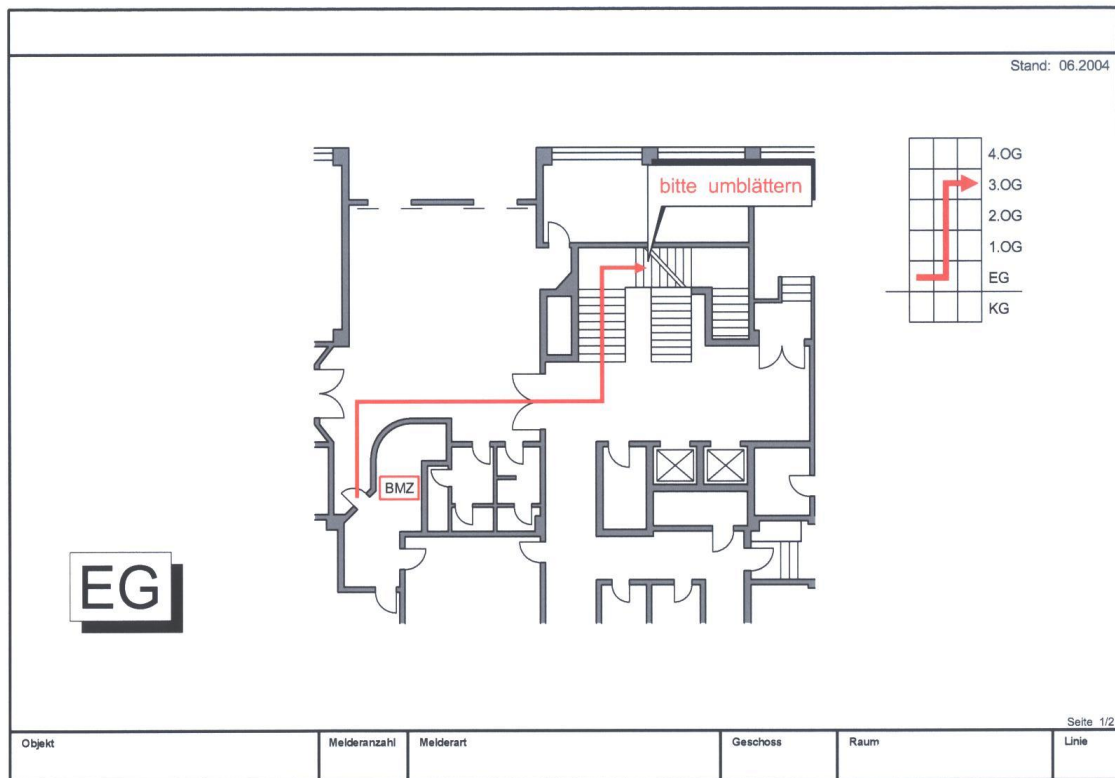 Stand: 06.2004
bitte umblättern
4.OG
3.OG
2.OG
1.OG
EG
KG
BMZ
EG
Seite 1/2
Objekt
Melderanzahl
Melderart
Geschoss
Raum
Linie